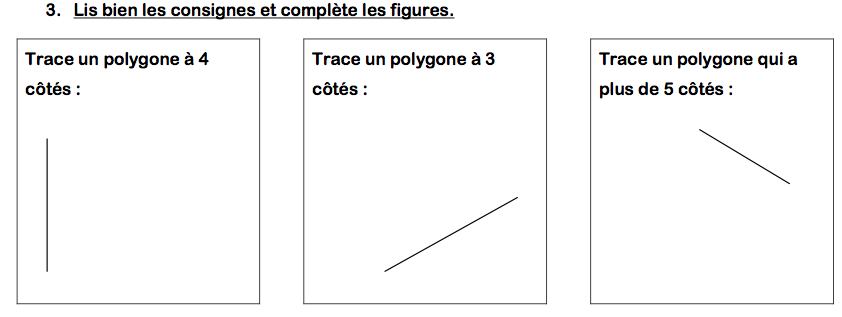 3. Lis bien les consignes et complète les figures.
Trace un polygone à 4
côtés :
Trace un polygone à 3
côtés :
Trace un polygone qui a
plus de 5 côtés :